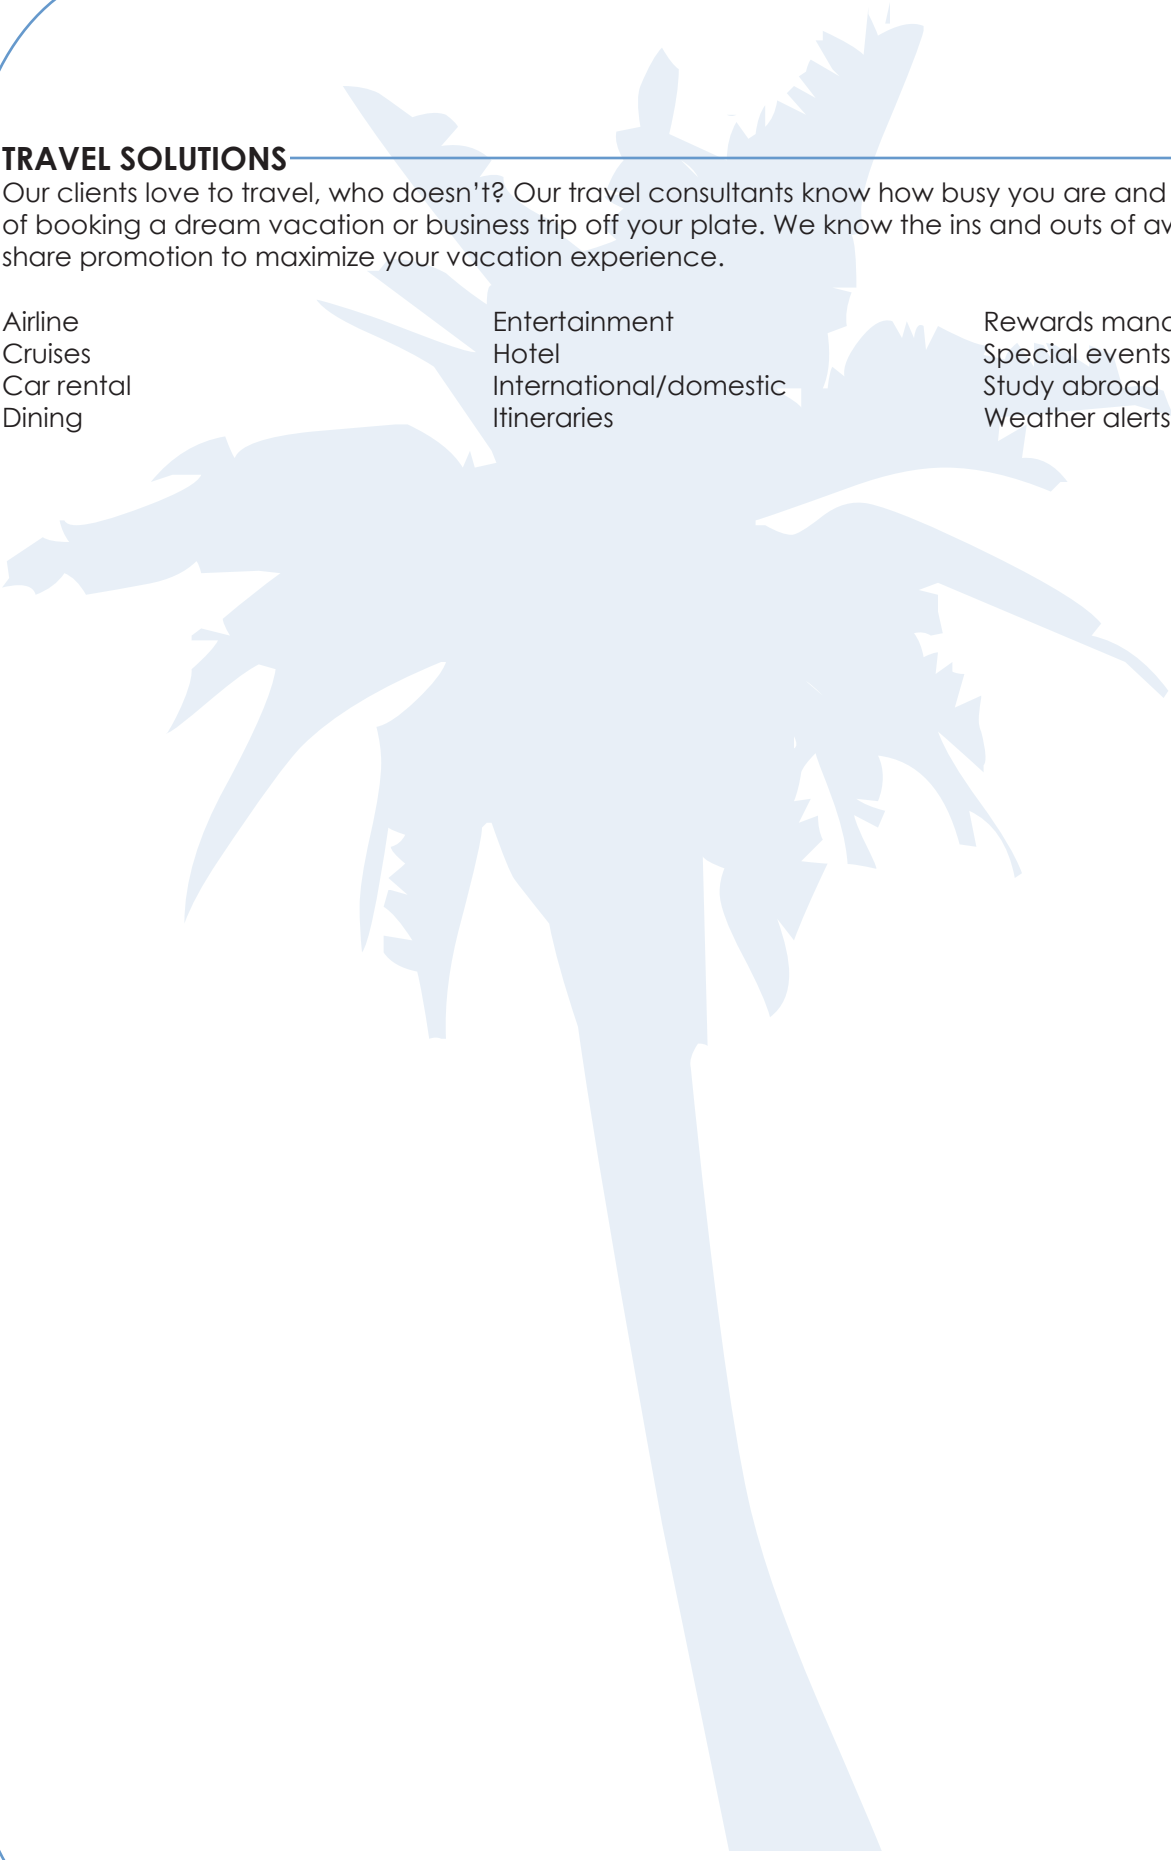 TRAVEL SOLUTIONS
Our clients love to travel, who doesn't? Our travel consultants know how busy you are and
of booking a dream vacation or business trip off your plate. We know the ins and outs of
share promotion to maximize your vacation experience.
Airline
Cruises
Car rental
Dining
Entertainment
Hotel
International/domestic
Itineraries
Rewards
Special events
Study abroad
Weather alerts